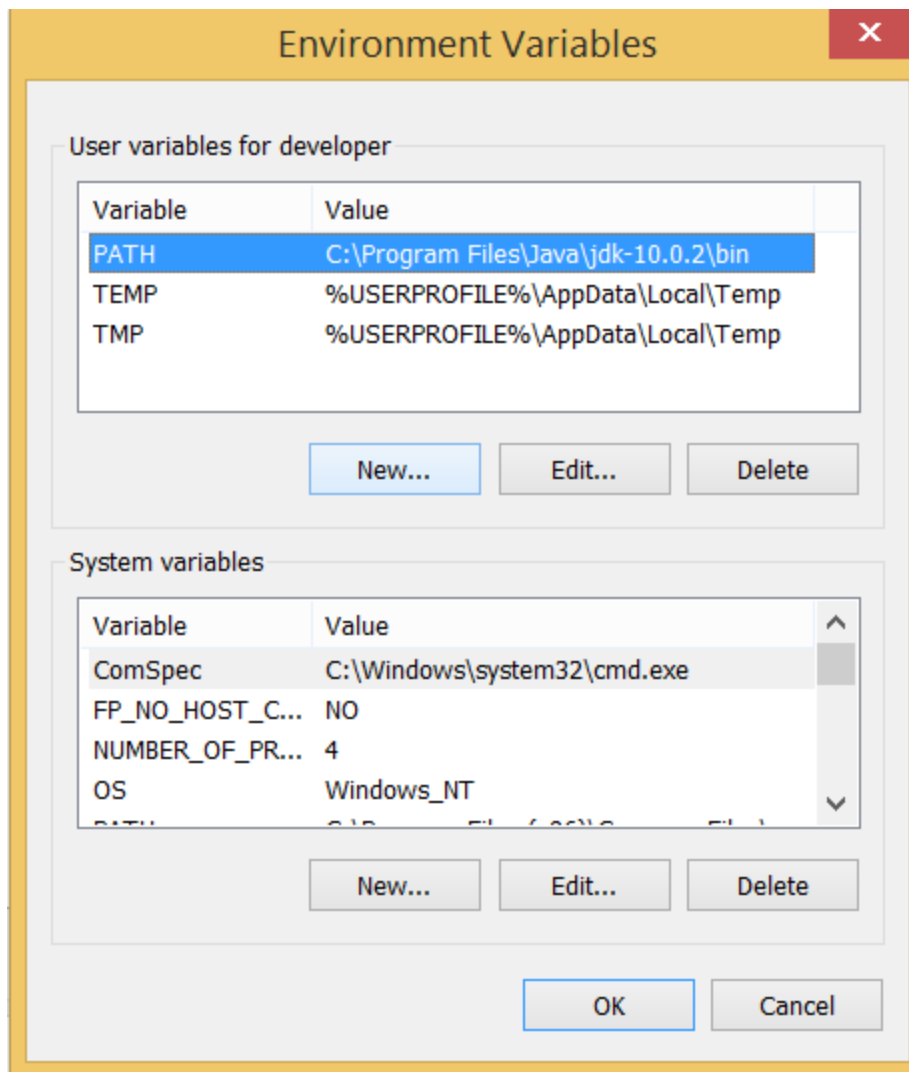 Environment Variables
User variables for developer
Variable Value
PATH C:\Program Files\Java\jdk-10.0.2\bin
TEMP %USERPROFILE%\AppData\Local\Temp
TMP %USERPROFILE%\AppData\Local\Temp
New... Edit... Delete
System variables
Variable Value
ComSpec C:\Windows\system32\cmd.exe
FP_NO_HOST_C... NO
NUMBER_OF_PR... 4
OS Windows_NT
New... Edit... Delete
OK Cancel